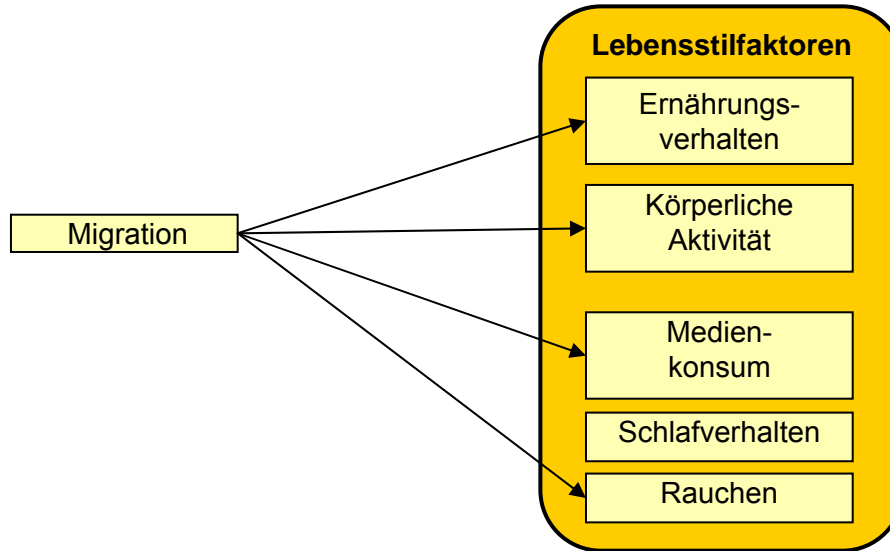 Lebensstilfaktoren
Ernährungs-
verhalten
Körperliche
Aktivität
Migration
Medien-
konsum
Schlafverhalten
Rauchen